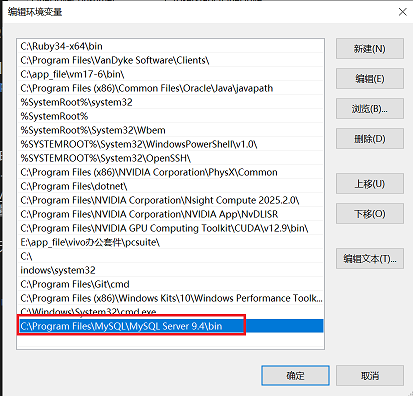 编辑环境变量
C:\Ruby34-x64\bin
C:\Program Files\VanDyke Software\Clients\
C:\app_file\vm17-6\bin\
C:\Program Files (x86)\Common Files\Oracle\Java\javapath
%SystemRoot%\system32
%SystemRoot%
%SystemRoot%\System32\Wbem
%SYSTEMROOT%\System32\WindowsPowerShell\v1.0\
%SYSTEMROOT%\System32\OpenSSH\
C:\Program Files (x86)\NVIDIA Corporation\PhysX\Common
C:\Program Files\dotnet\
C:\Program Files\NVIDIA Corporation\Nsight Compute 2025.2.0\
C:\Program Files\NVIDIA Corporation\NVIDIA App\NvDLISR
C:\Program Files\NVIDIA GPU Computing Toolkit\CUDA\v12.9\bin\
E:\app_file\vivo办公套件\pcsuite\
C:\
indows\system32
C:\Program Files\Git\cmd
C:\Program Files (x86)\Windows Kits\10\Windows Performance Toolk...
C:\Windows\System32\cmd.exe
C:\Program Files\MySQL\MySQL Server 9.4\bin
新建(N)
编辑(E)
浏览(B)...
删除(D)
上移(U)
下移(O)
编辑文本(T)...
确定
取消